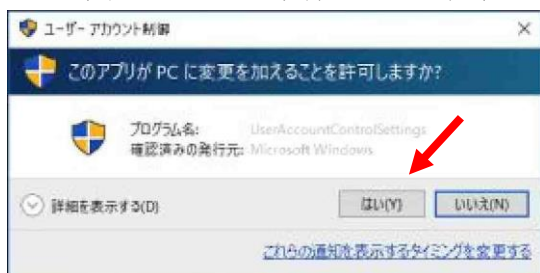 ユーザー アカウント制御
このアプリが PC に変更を加えることを許可しますか?
プログラム名: UserAccountControlSettings
確認済みの発行元: Microsoft Windows
詳細を表示する(D)
はい(Y)
いいえ(N)
これらの通知を表示するタイミングを変更する